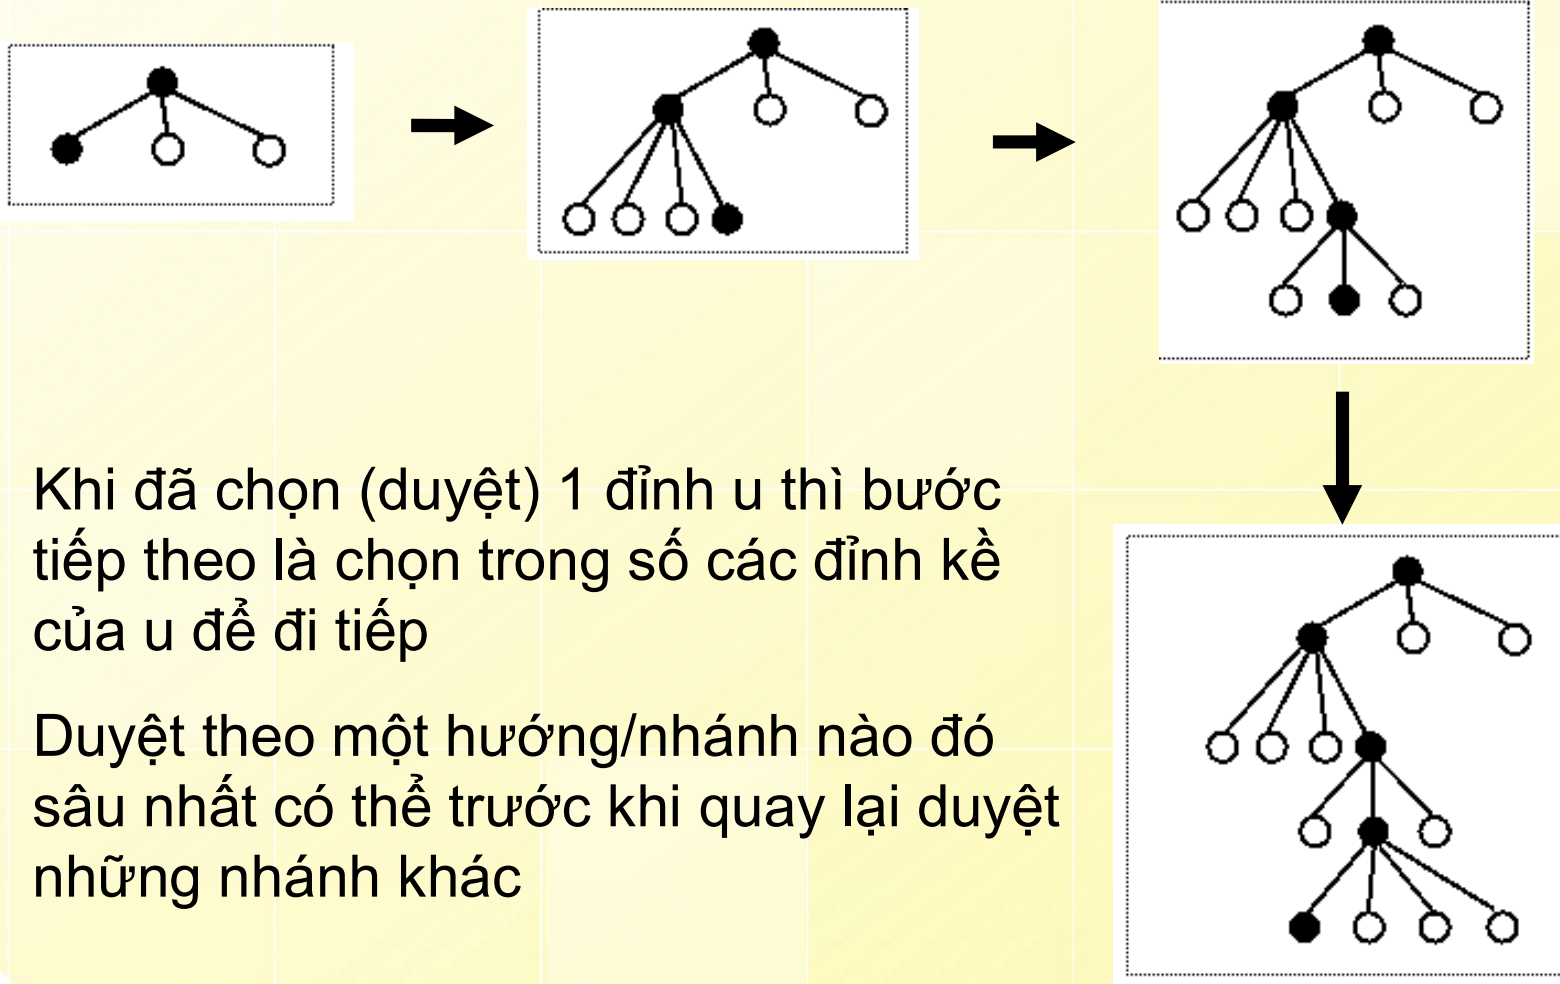 Khi đã chọn (duyệt) 1 đỉnh u thì bước
tiếp theo là chọn trong số các đỉnh kề
của u để đi tiếp
Duyệt theo một hướng/nhánh nào đó
sâu nhất có thể trước khi quay lại duyệt
những nhánh khác